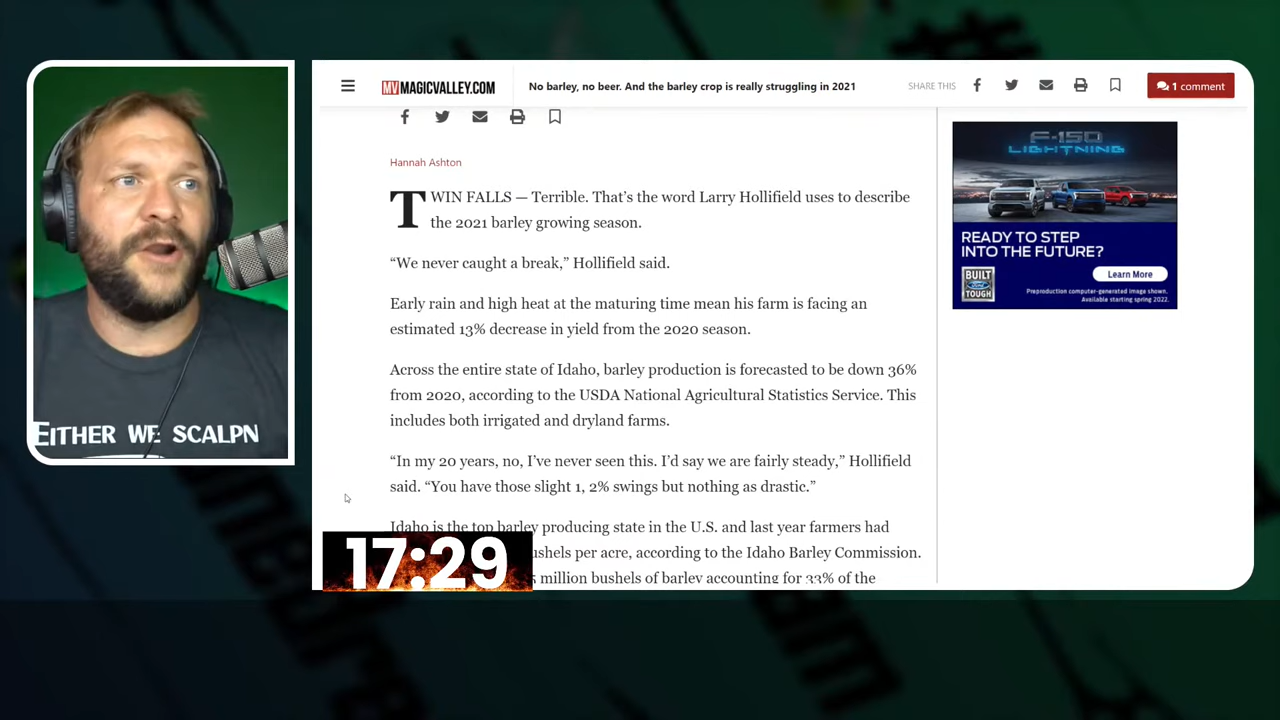 MV MAGICVALLEY.COM
No barley, no beer. And the barley crop is really struggling in 2021
SHARE THIS
1 comment
Hannah Ashton
TWIN FALLS — Terrible. That’s the word Larry Hollifield uses to describe
the 2021 barley growing season.
“We never caught a break,” Hollifield said.
Early rain and high heat at the maturing time mean his farm is facing an
estimated 13% decrease in yield from the 2020 season.
Across the entire state of Idaho, barley production is forecasted to be down 36%
from 2020, according to the USDA National Agricultural Statistics Service. This
includes both irrigated and dryland farms.
“In my 20 years, no, I’ve never seen this. I’d say we are fairly steady,” Hollifield
said. “You have those slight 1, 2% swings but nothing as drastic.”
Idaho is the top barley producing state in the U.S. and last year farmers had
per acre, according to the Idaho Barley Commission.
million bushels of barley accounting for 33% of the
F-150
LIGHTNING
READY TO STEP
INTO THE FUTURE?
BUILT
Ford
TOUGH
Learn More
Preproduction computer-generated image shown.
Available starting spring 2022.
EITHER WE SCALPN
17:29